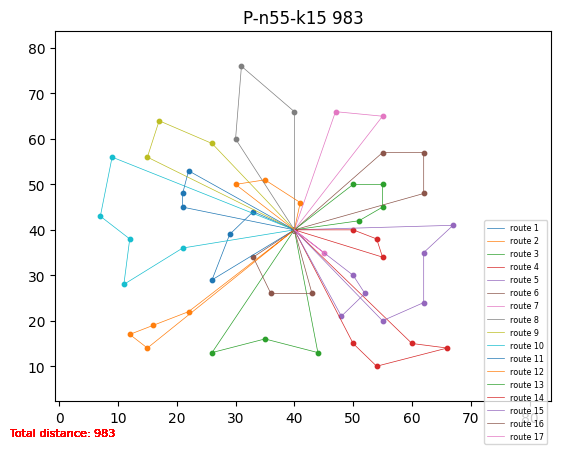 P-n55-k15 983
80
70
60
50
40
30
20
10
0
10
20
30
40
50
60
70
80
route 1
route 2
route 3
route 4
route 5
route 6
route 7
route 8
route 9
route 10
route 11
route 12
route 13
route 14
route 15
route 16
route 17
Total distance: 983